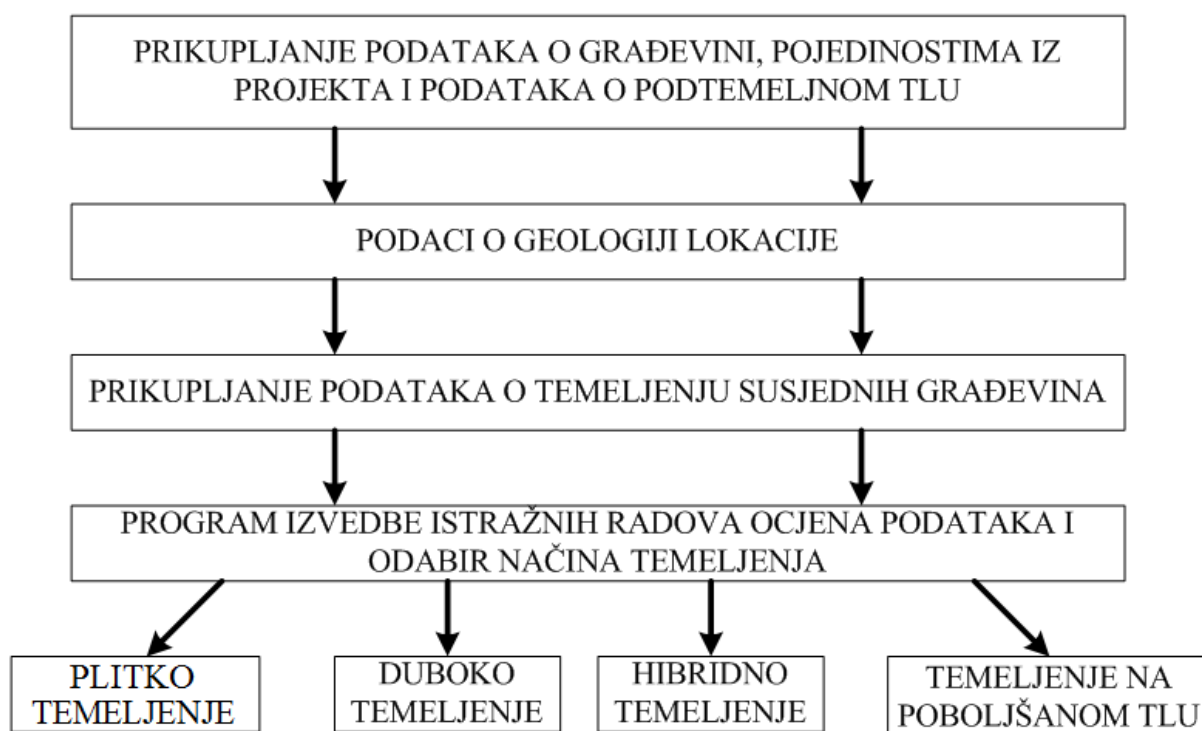 PRIKUPLJANJE PODATAKA O GRAĐEVINI, POJEDINOSTIMA IZ
PROJEKTA I PODATAKA O PODTEMELJNOM TLU
PODACI O GEOLOGIJI LOKACIJE
PRIKUPLJANJE PODATAKA O TEMELJENJU SUSJEDNIH GRAĐEVINA
PROGRAM IZVEDBE ISTRAŽNIH RADOVA OCJENA PODATAKA I
ODABIR NAČINA TEMELJENJA
PLITKO
TEMELJENJE
DUBOKO
TEMELJENJE
HIBRIDNO
TEMELJENJE
TEMELJENJE NA
POBOLJŠANOM TLU